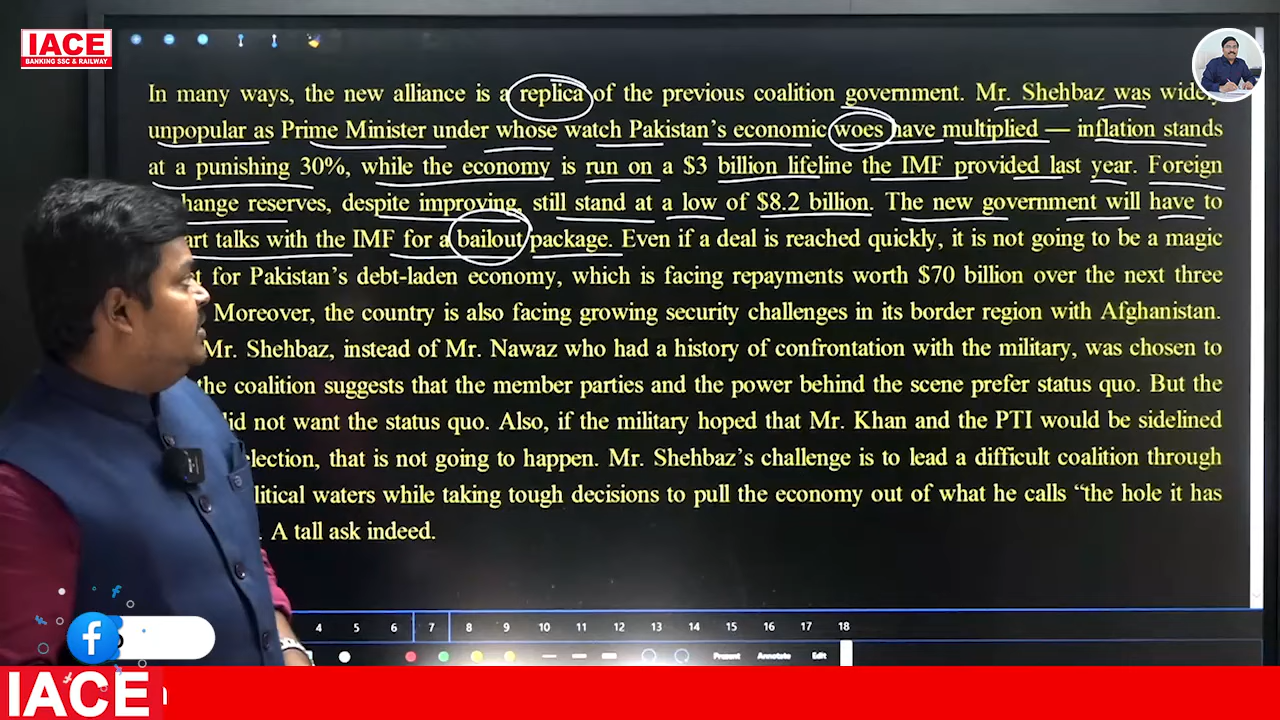 IACE
BANKING SSC & RAILWAY
In many ways, the new alliance is a replica of the previous coalition government. Mr. Shehbaz was widely
unpopular as Prime Minister under whose watch Pakistan's economic woes have multiplied — inflation stands
at a punishing 30%, while the economy is run on a $3 billion lifeline the IMF provided last year. Foreign
hange reserves, despite improving, still stand at a low of $8.2 billion. The new government will have to
art talks with the IMF for a bailout package. Even if a deal is reached quickly, it is not going to be a magic
t for Pakistan's debt-laden economy, which is facing repayments worth $70 billion over the next three
Moreover, the country is also facing growing security challenges in its border region with Afghanistan.
Mr. Shehbaz, instead of Mr. Nawaz who had a history of confrontation with the military, was chosen to
the coalition suggests that the member parties and the power behind the scene prefer status quo. But the
did not want the status quo. Also, if the military hoped that Mr. Khan and the PTI would be sidelined
election, that is not going to happen. Mr. Shehbaz's challenge is to lead a difficult coalition through
litical waters while taking tough decisions to pull the economy out of what he calls “the hole it has
. A tall ask indeed.
4 5 6 7 8 9 10 11 12 13 14 15 16 17 18
Present Annotate Edit
f
IACE